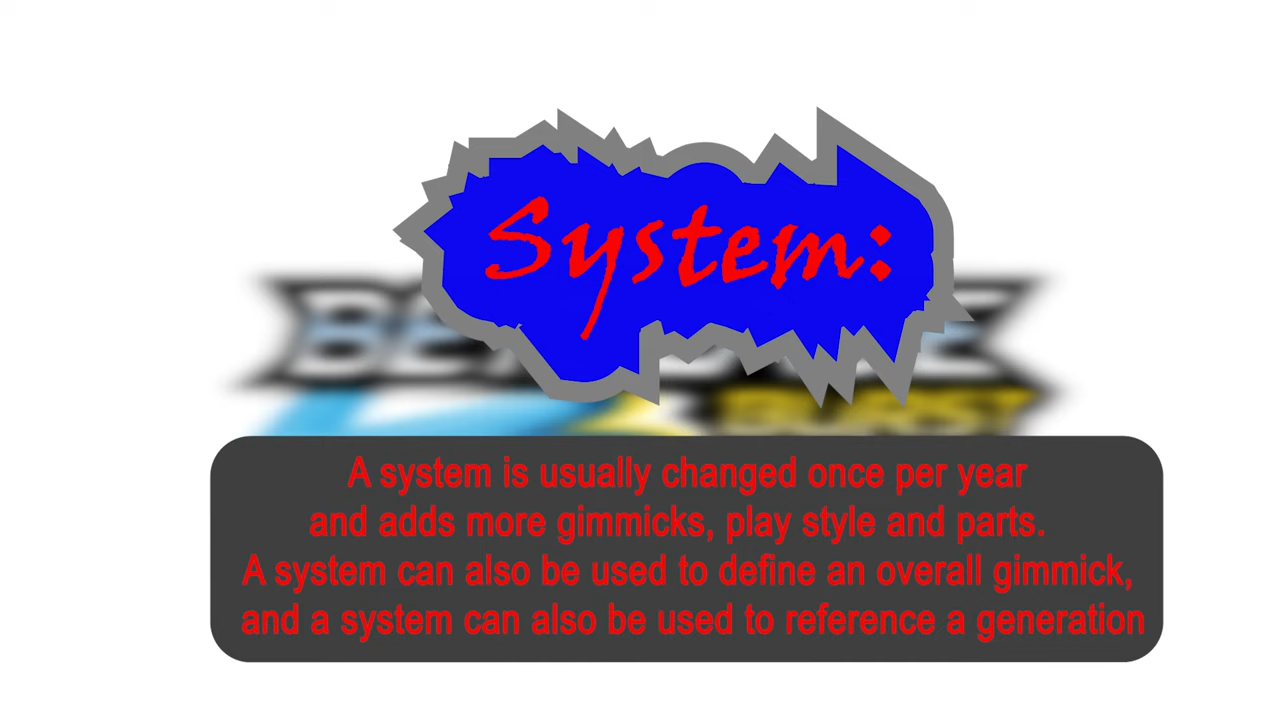 System:
BURST
A system is usually changed once per year
and adds more gimmicks, play style and parts.
A system can also be used to define an overall gimmick,
and a system can also be used to reference a generation